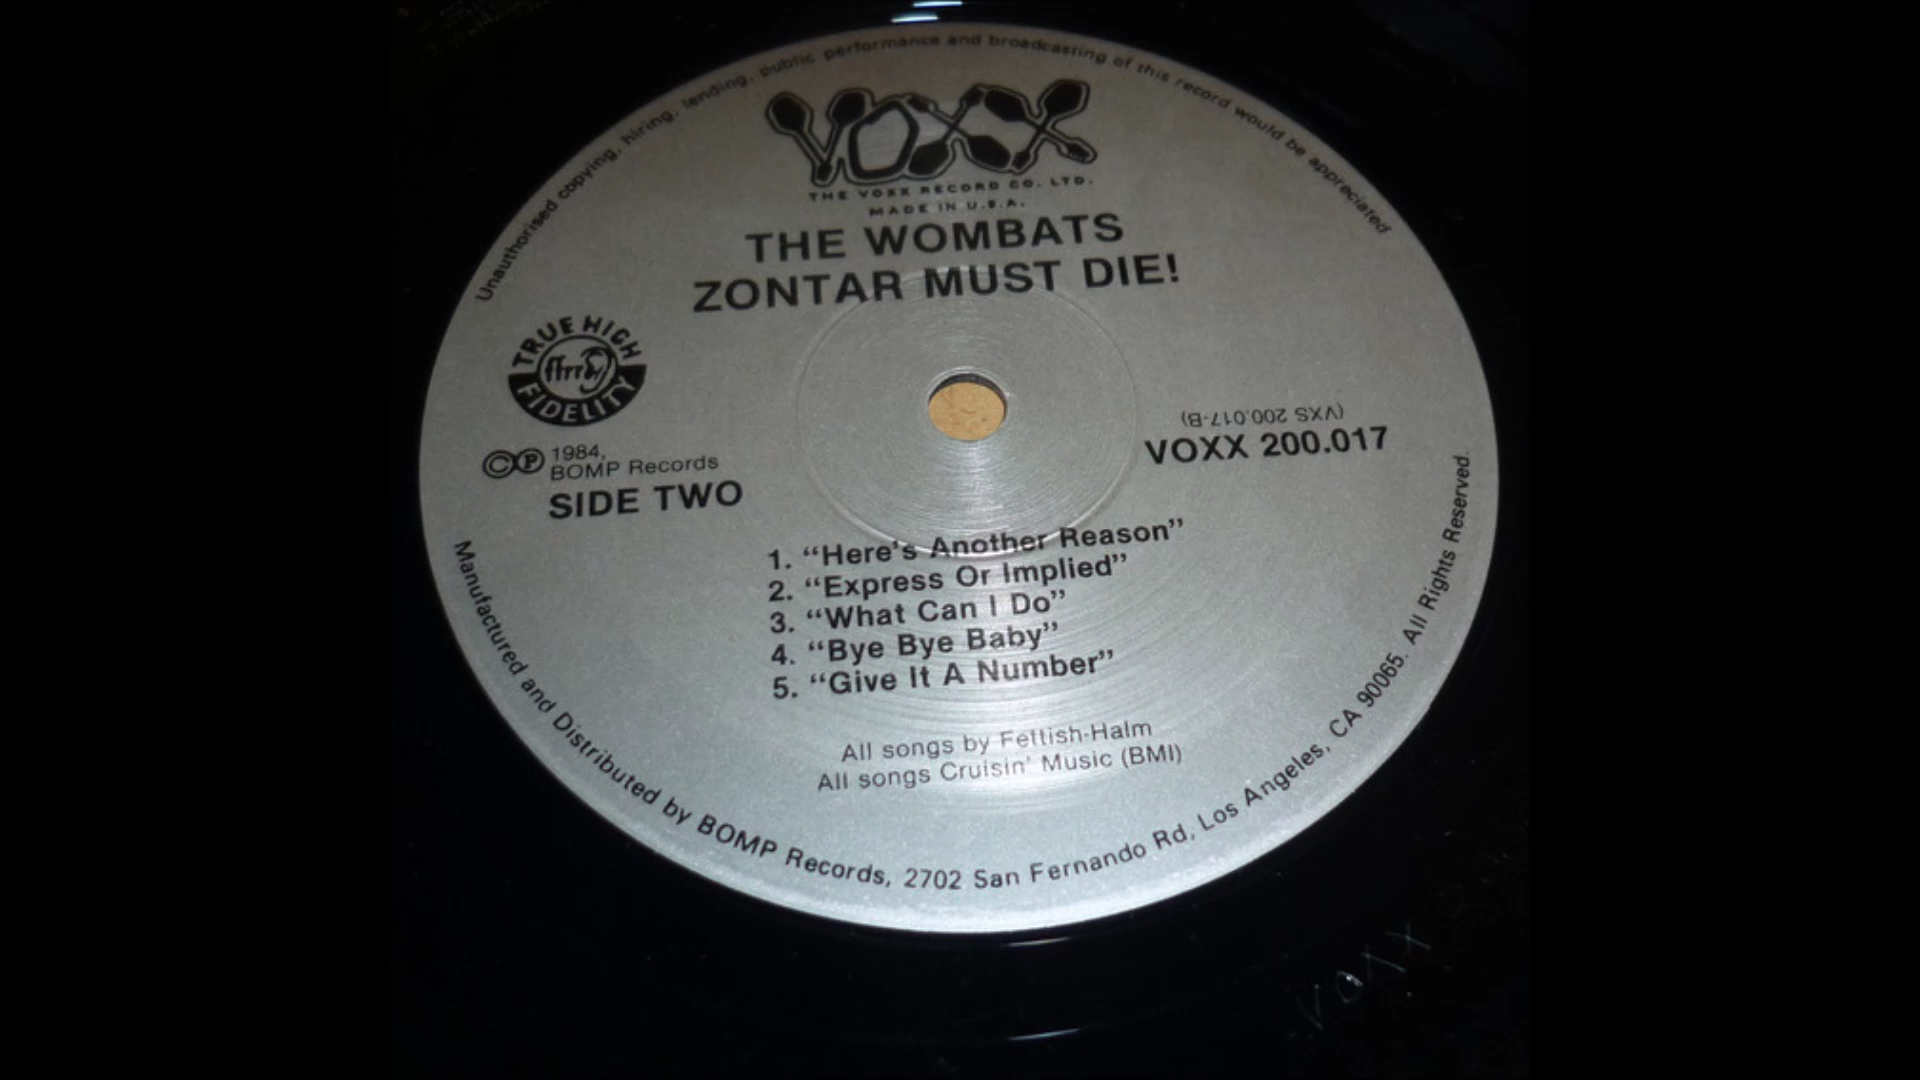 Unauthorised copying, hiring, lending, public performance and broadcasting of this record would be appreciated
VOXX
THE VOXX RECORD CO. LTD.
MADE IN U.S.A.
THE WOMBATS
ZONTAR MUST DIE!
TRUE HIGH
ffrr
FIDELITY
©℗ 1984,
BOMP Records
SIDE TWO
(VXS 200.017-B)
VOXX 200.017
1. “Here's Another Reason”
2. “Express Or Implied”
3. “What Can I Do”
4. “Bye Bye Baby”
5. “Give It A Number”
All songs by Fettish-Halm
All songs Cruisin' Music (BMI)
Manufactured and Distributed by BOMP Records, 2702 San Fernando Rd, Los Angeles, CA 90065. All Rights Reserved.
VOXX